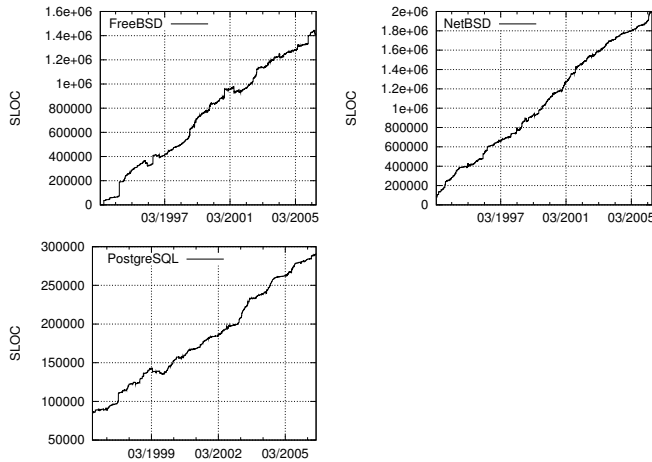 FreeBSD
1.6e+06
1.4e+06
1.2e+06
1e+06
800000
600000
400000
200000
0
SLOC
03/1997 03/2001 03/2005
NetBSD
2e+06
1.8e+06
1.6e+06
1.4e+06
1.2e+06
1e+06
800000
600000
400000
200000
0
SLOC
03/1997 03/2001 03/2005
PostgreSQL
300000
250000
200000
150000
100000
50000
SLOC
03/1999 03/2002 03/2005